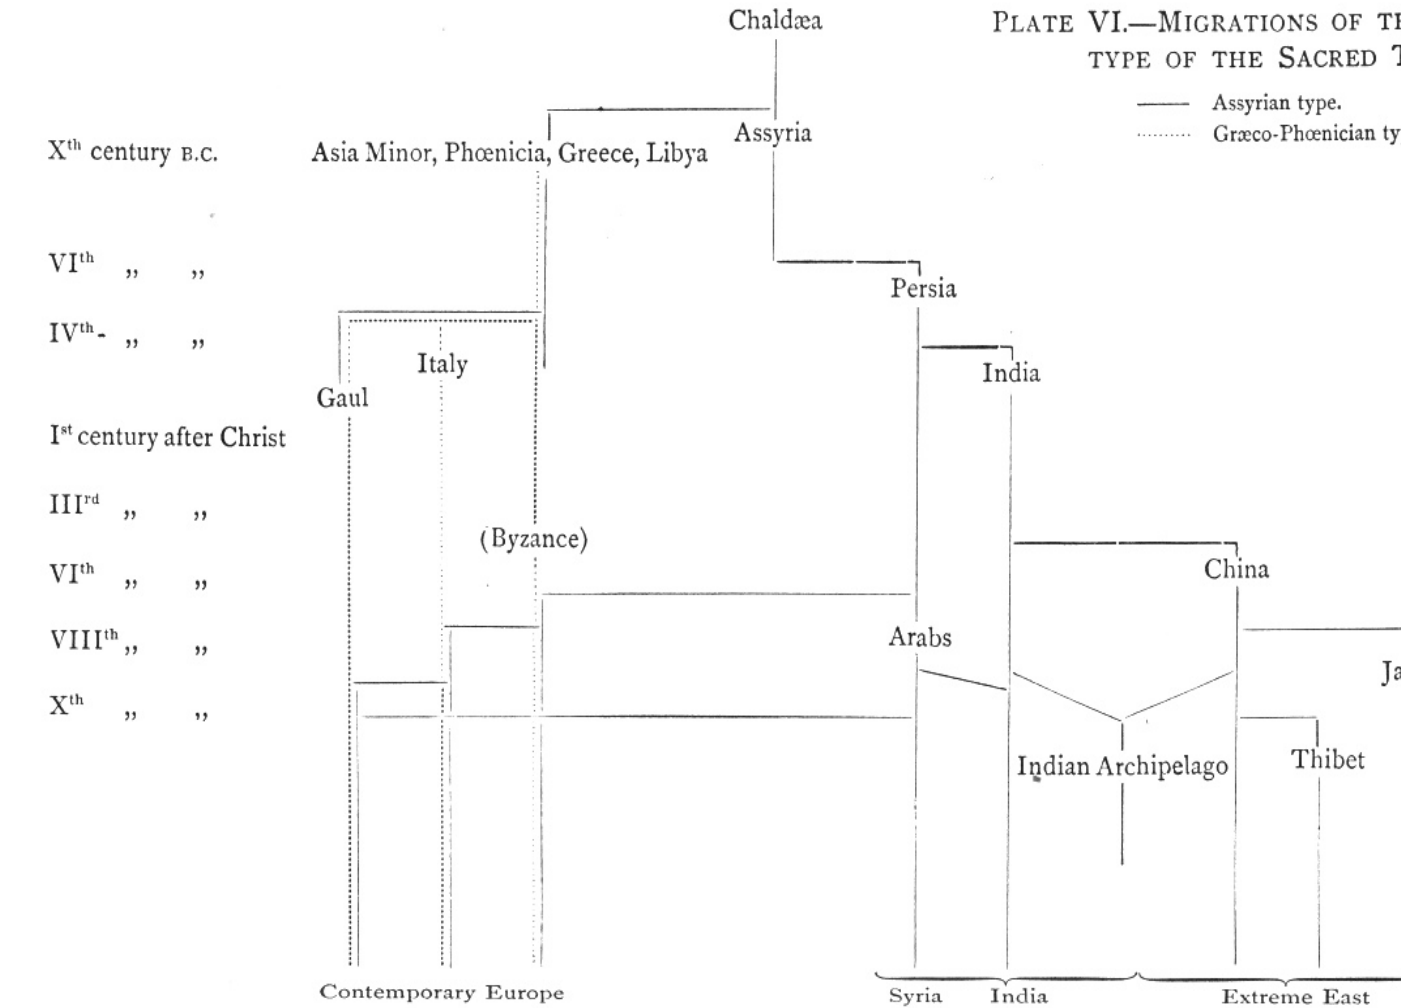 Chaldæa
PLATE VI.—MIGRATIONS OF
TYPE OF THE SACRED
Assyrian type.
Græco-Phœnician
Assyria
Xth century B.C.
Asia Minor, Phœnicia, Greece, Libya
VIth „ „
Persia
IVth- „ „
Italy
India
Gaul
Ist century after Christ
IIIrd „ „
(Byzance)
VIth „ „
China
VIIIth „ „
Arabs
Xth „ „
Indian Archipelago
Thibet
Contemporary Europe
Syria India
Extreme East